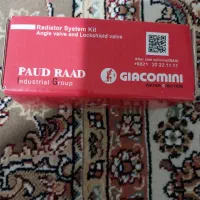 Radiator System Kit
Angle valve and Lockshield valve
PAUD RAAD
Industrial Group
GIACOMINI